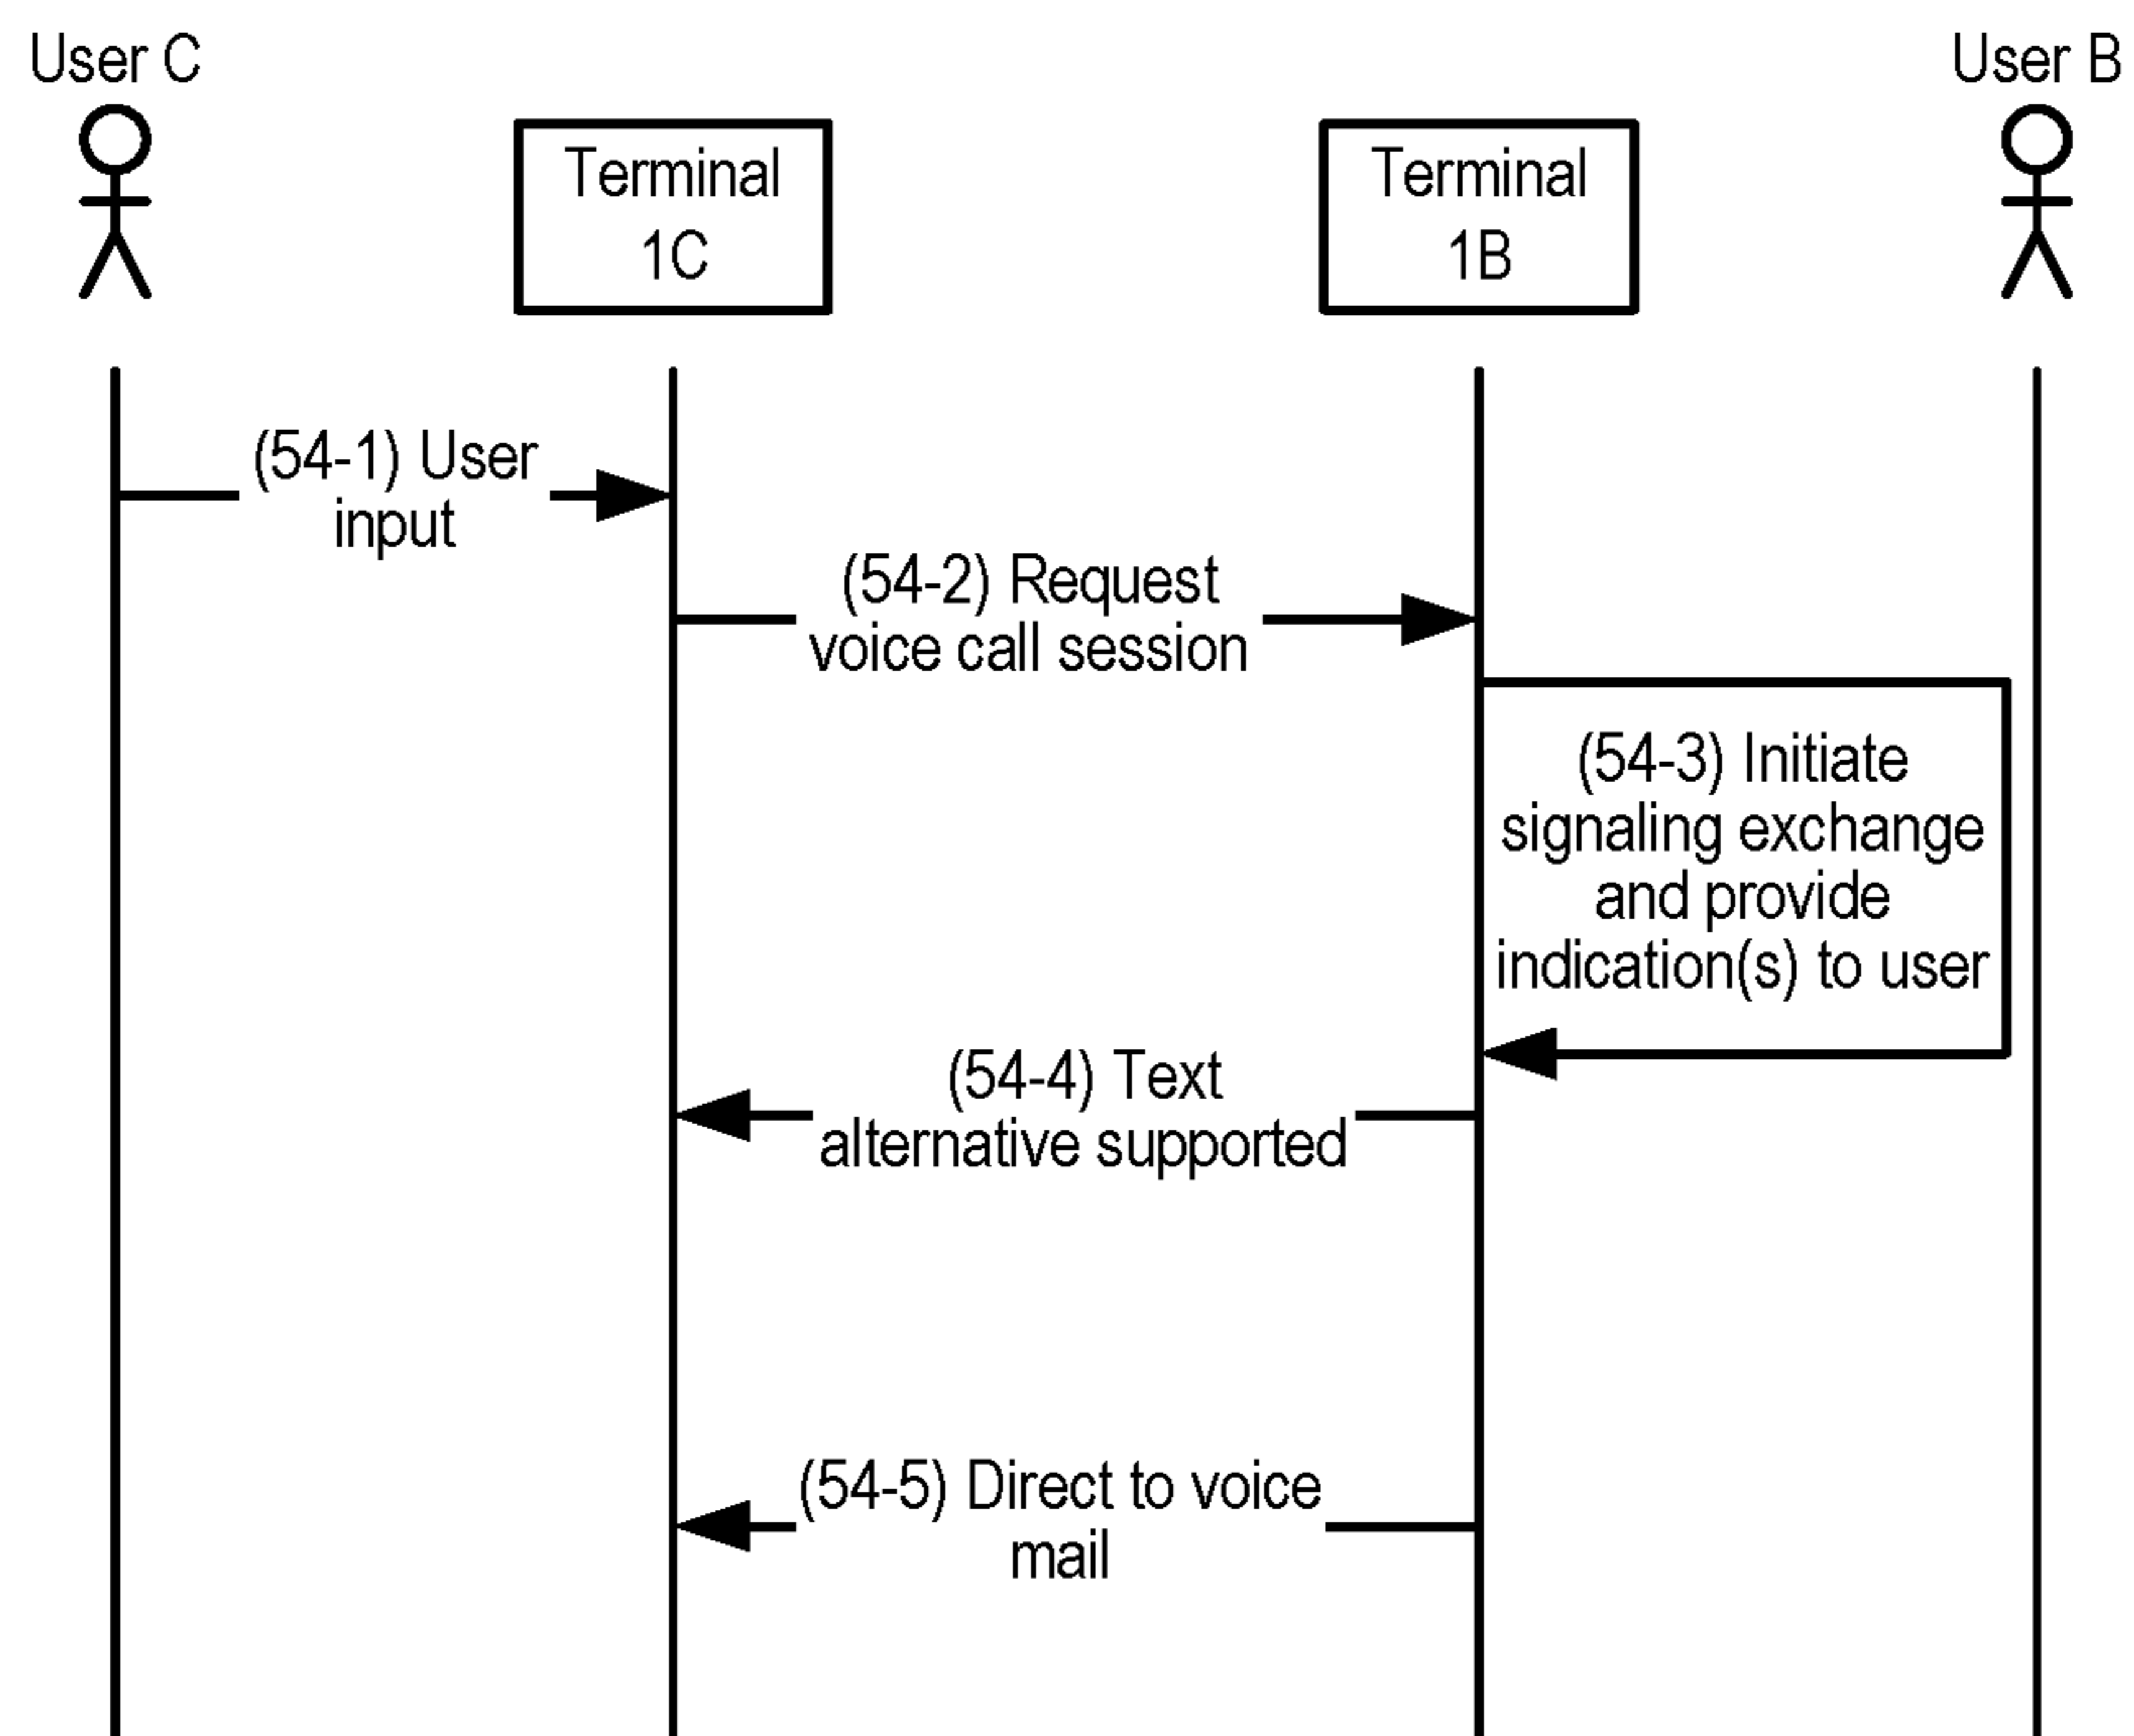 User C
User B
Terminal
1C
Terminal
1B
(54-1) User
input
(54-2) Request
voice call session
(54-3) Initiate
signaling exchange
and provide
indication(s) to user
(54-4) Text
alternative supported
(54-5) Direct to voice
mail